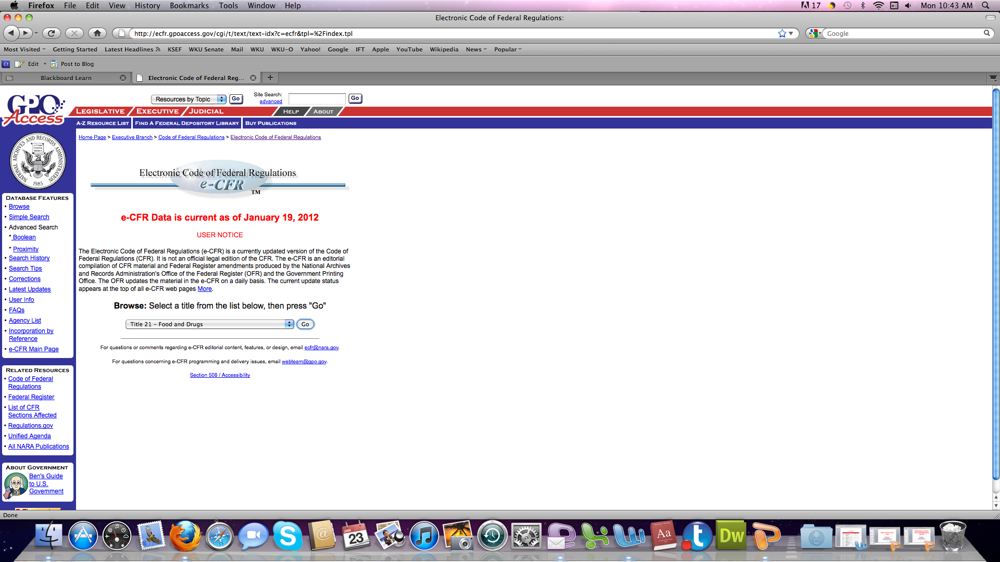 Firefox File Edit View History Bookmarks Tools Window Help
17 Mon 10:43 AM
Electronic Code of Federal Regulations:
http://ecfr.gpoaccess.gov/cgi/t/text/text-idx?c=ecfr&tpl=%2Findex.tpl
Google
Most Visited Getting Started Latest Headlines KSEF WKU Senate Mail WKU WKU-O Yahoo! Google IFT Apple YouTube Wikipedia News Popular
Ct Edit Post to Blog
Bb Blackboard Learn
Electronic Code of Federal Reg...
GPO Access
Resources by Topic Go
Site Search:
advanced
Go
LEGISLATIVE EXECUTIVE JUDICIAL HELP ABOUT
A-Z RESOURCE LIST FIND A FEDERAL DEPOSITORY LIBRARY BUY PUBLICATIONS
Home Page > Executive Branch > Code of Federal Regulations > Electronic Code of Federal Regulations
NATIONAL ARCHIVES AND RECORDS ADMINISTRATION
LITTERA SCRIPTA MANET
1985
Electronic Code of Federal Regulations
e-CFR
TM
e-CFR Data is current as of January 19, 2012
USER NOTICE
The Electronic Code of Federal Regulations (e-CFR) is a currently updated version of the Code of
Federal Regulations (CFR). It is not an official legal edition of the CFR. The e-CFR is an editorial
compilation of CFR material and Federal Register amendments produced by the National Archives
and Records Administration's Office of the Federal Register (OFR) and the Government Printing
Office. The OFR updates the material in the e-CFR on a daily basis. The current update status
appears at the top of all e-CFR web pages More.
Browse: Select a title from the list below, then press "Go"
Title 21 - Food and Drugs Go
For questions or comments regarding e-CFR editorial content, features, or design, email ecfr@nara.gov.
For questions concerning e-CFR programming and delivery issues, email webteam@gpo.gov.
Section 508 / Accessibility
DATABASE FEATURES
• Browse
• Simple Search
• Advanced Search
* Boolean
* Proximity
• Search History
• Search Tips
• Corrections
• Latest Updates
• User Info
• FAQs
• Agency List
• Incorporation by
Reference
• e-CFR Main Page
RELATED RESOURCES
• Code of Federal
Regulations
• Federal Register
• List of CFR
Sections Affected
• Regulations.gov
• Unified Agenda
• All NARA Publications
ABOUT GOVERNMENT
Ben's Guide
to U.S.
Government
Done
JAN
23
Aa
Dw